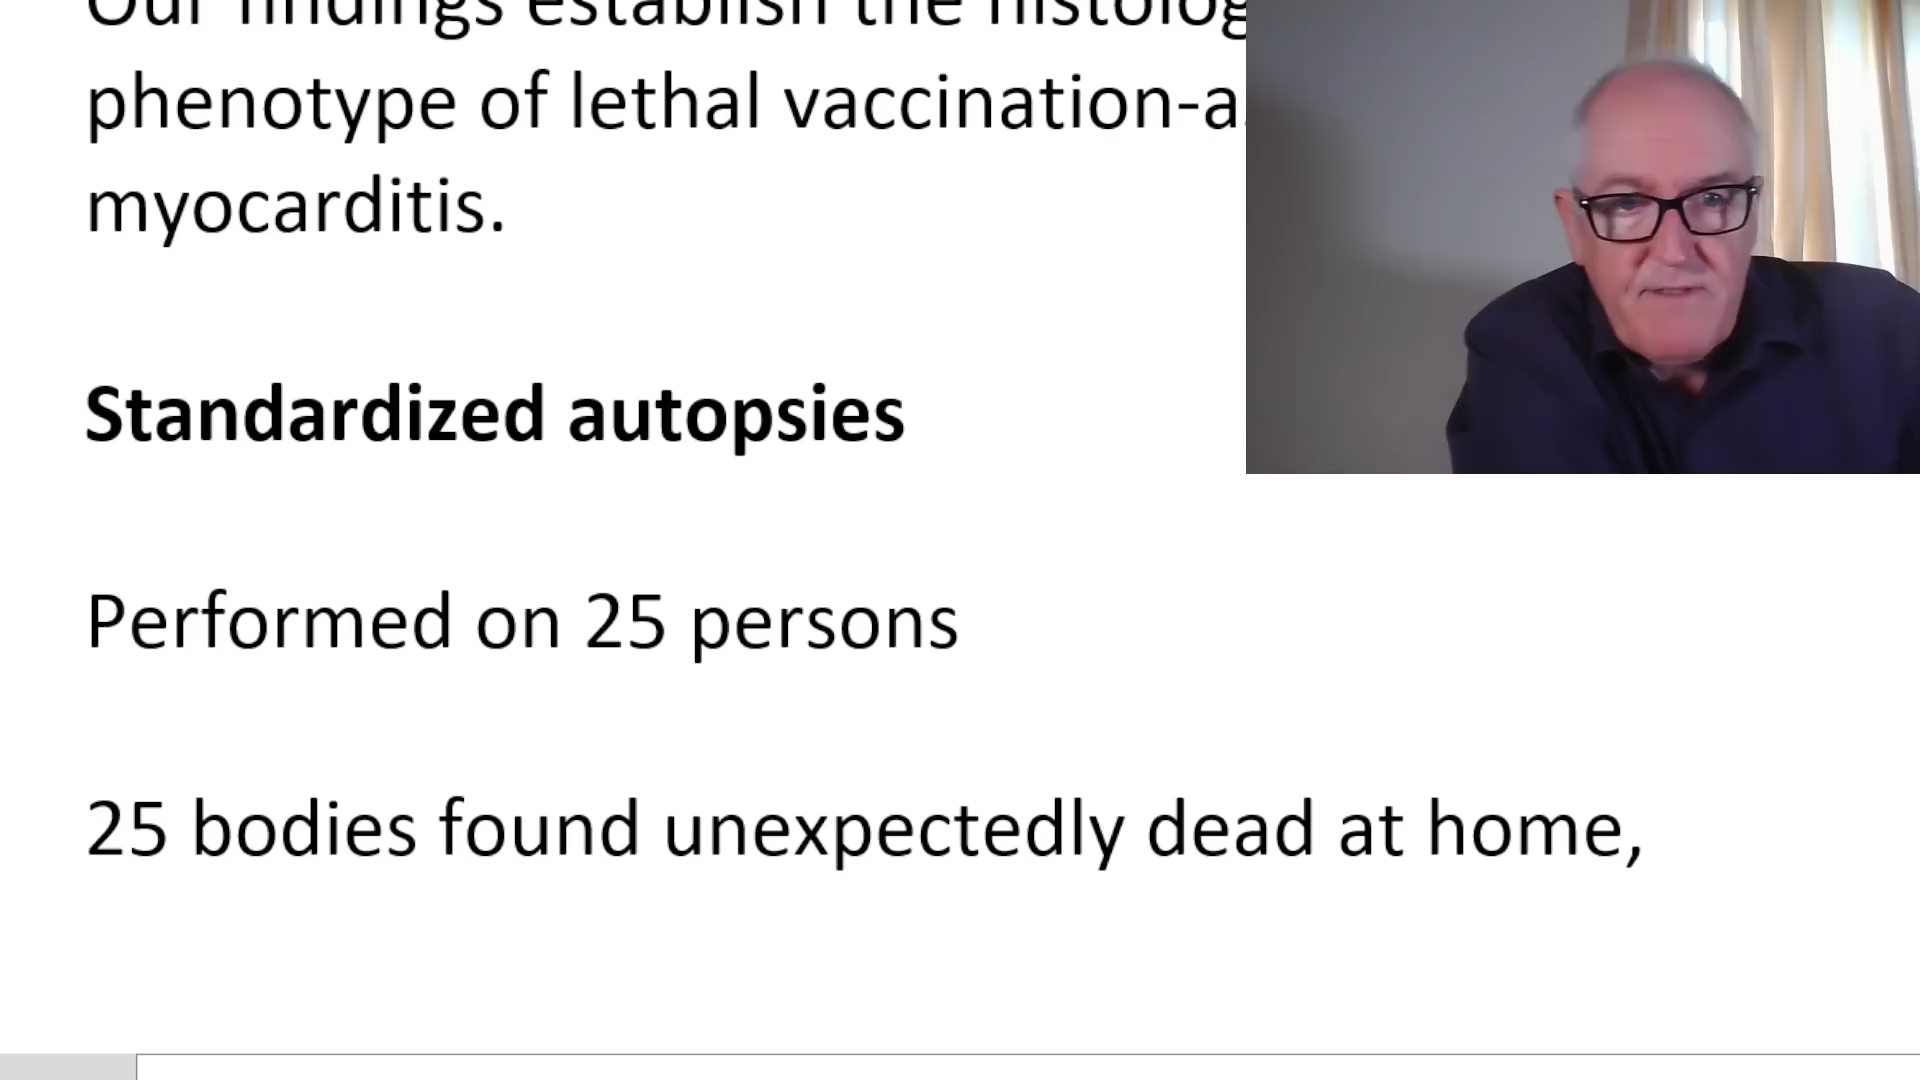 Our findings establish the
phenotype of lethal vaccination-a
myocarditis.
Standardized autopsies
Performed on 25 persons
25 bodies found unexpectedly dead at home,